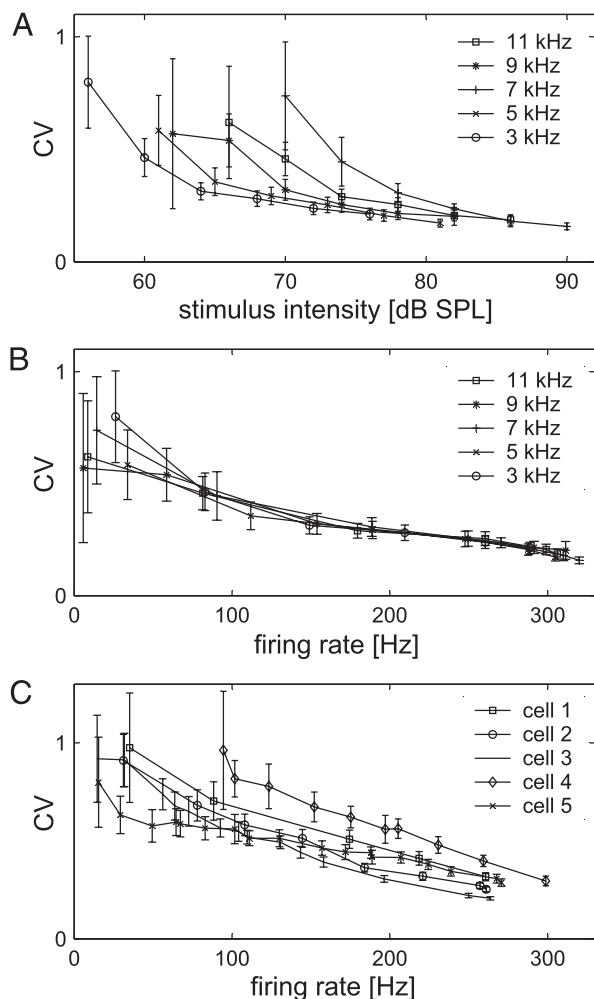 A
1
CV
0
11 kHz
9 kHz
7 kHz
5 kHz
3 kHz
60
70
80
90
stimulus intensity [dB SPL]
B
1
CV
0
11 kHz
9 kHz
7 kHz
5 kHz
3 kHz
0
100
200
300
firing rate [Hz]
C
1
CV
0
cell 1
cell 2
cell 3
cell 4
cell 5
0
100
200
300
firing rate [Hz]